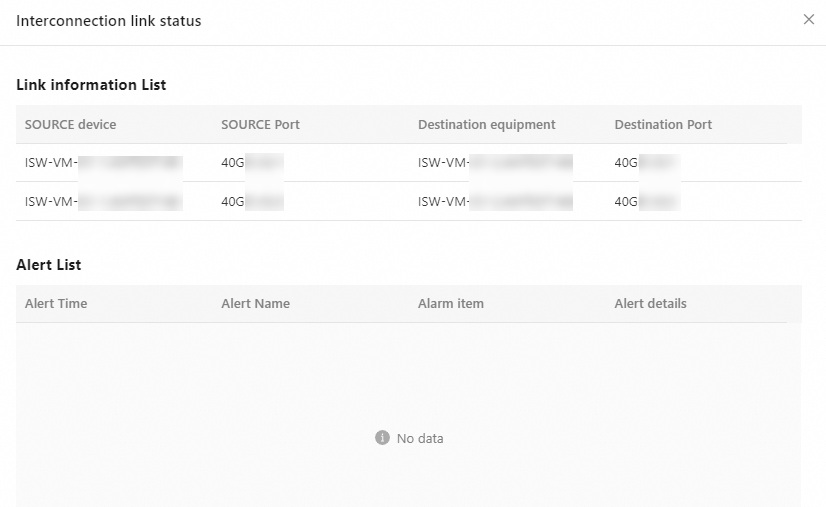 Interconnection link status
Link information List
SOURCE device SOURCE Port Destination equipment Destination Port
ISW-VM- 40G ISW-VM- 40G
ISW-VM- 40G ISW-VM- 40G
Alert List
Alert Time Alert Name Alarm item Alert details
No data